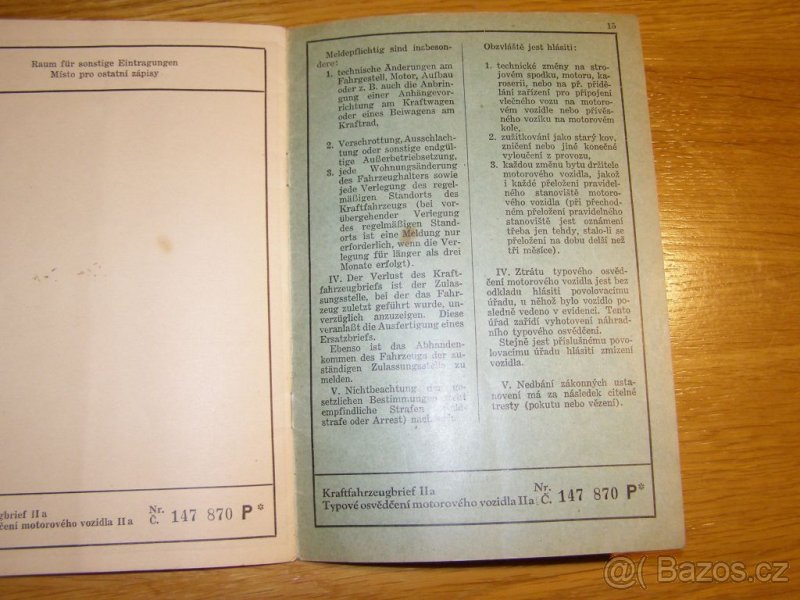 Raum für sonstige Eintragungen
Místo pro ostatní zápisy
brief II a
čení motorového vozidla II a
Nr.
Č. 147 870 P*
15
Meldepflichtig sind insbeson-
dere:
1. technische Änderungen am
Fahrgestell, Motor, Aufbau
oder z. B. auch die Anbrin-
gung einer Anhängevor-
richtung am Kraftwagen
oder eines Beiwagens am
Kraftrad,
2. Verschrottung, Ausschlach-
tung oder sonstige endgül-
tige Außerbetriebsetzung,
3. jede Wohnungsänderung
des Fahrzeughalters sowie
jede Verlegung des regel-
mäßigen Standorts des
Kraftfahrzeugs (bei vor-
übergehender Verlegung
des regelmäßigen Stand-
orts ist eine Meldung nur
erforderlich, wenn die Ver-
legung für länger als drei
Monate erfolgt).
IV. Der Verlust des Kraft-
fahrzeugbriefs ist der Zulas-
sungsstelle, bei der das Fahr-
zeug zuletzt geführt wurde, un-
verzüglich anzuzeigen. Diese
veranlaßt die Ausfertigung eines
Ersatzbriefs.
Ebenso ist das Abhanden-
kommen des Fahrzeugs der zu-
ständigen Zulassungsstelle zu
melden.
V. Nichtbeachtung der ge-
setzlichen Bestimmungen
empfindliche Strafen
strafe oder Arrest)
Obzvláště jest hlásiti:
1. technické změny na stro-
jovém spodku, motoru, ka-
roserii, nebo na př. přidě-
lání zařízení pro připojení
vlečného vozu na motoro-
vém vozidle nebo přívěs-
ného vozíku na motorovém
kole,
2. zužitkování jako starý kov,
zničení nebo jiné konečné
vyloučení z provozu,
3. každou změnu bytu držitele
motorového vozidla, jakož
i každé přeložení pravidel-
ného stanoviště motoro-
vého vozidla (při přechod-
ném přeložení pravidelného
stanoviště jest oznámení
třeba jen tehdy, stalo-li se
přeložení na dobu delší než
tří měsíce).
IV. Ztrátu typového osvěd-
čení motorového vozidla jest bez
odkladu hlásiti povolovacímu
úřadu, u něhož bylo vozidlo po-
sledně vedeno v evidenci. Tento
úřad zařídí vyhotovení náhrad-
ního typového osvědčení.
Stejně jest příslušnému povo-
lovacímu úřadu hlásiti zmizení
vozidla.
V. Nedbání zákonných usta-
novení má za následek citelné
tresty (pokutu nebo vězení).
Kraftfahrzeugbrief II a
Typové osvědčení motorového vozidla II a
Nr.
Č. 147 870 P*
@ Bazos.cz